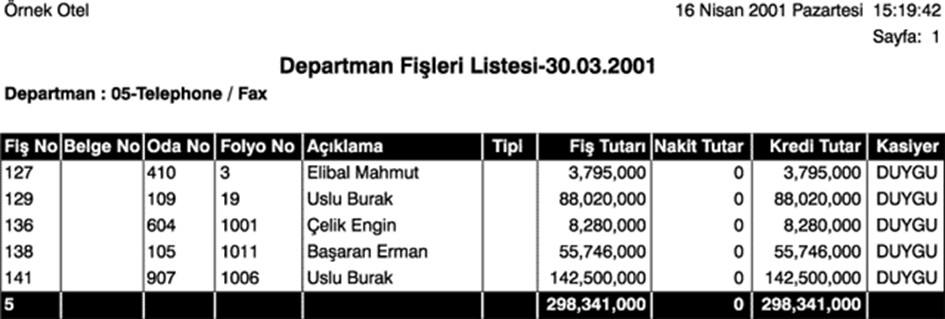 Örnek Otel 16 Nisan 2001 Pazartesi 15:19:42
Sayfa: 1
Departman Fişleri Listesi-30.03.2001
Departman : 05-Telephone / Fax
Fiş No Belge No Oda No Folyo No Açıklama Tipi Fiş Tutarı Nakit Tutar Kredi Tutar Kasiyer
127 410 3 Elibal Mahmut 3,795,000 0 3,795,000 DUYGU
129 109 19 Uslu Burak 88,020,000 0 88,020,000 DUYGU
136 604 1001 Çelik Engin 8,280,000 0 8,280,000 DUYGU
138 105 1011 Başaran Erman 55,746,000 0 55,746,000 DUYGU
141 907 1006 Uslu Burak 142,500,000 0 142,500,000 DUYGU
5 298,341,000 0 298,341,000